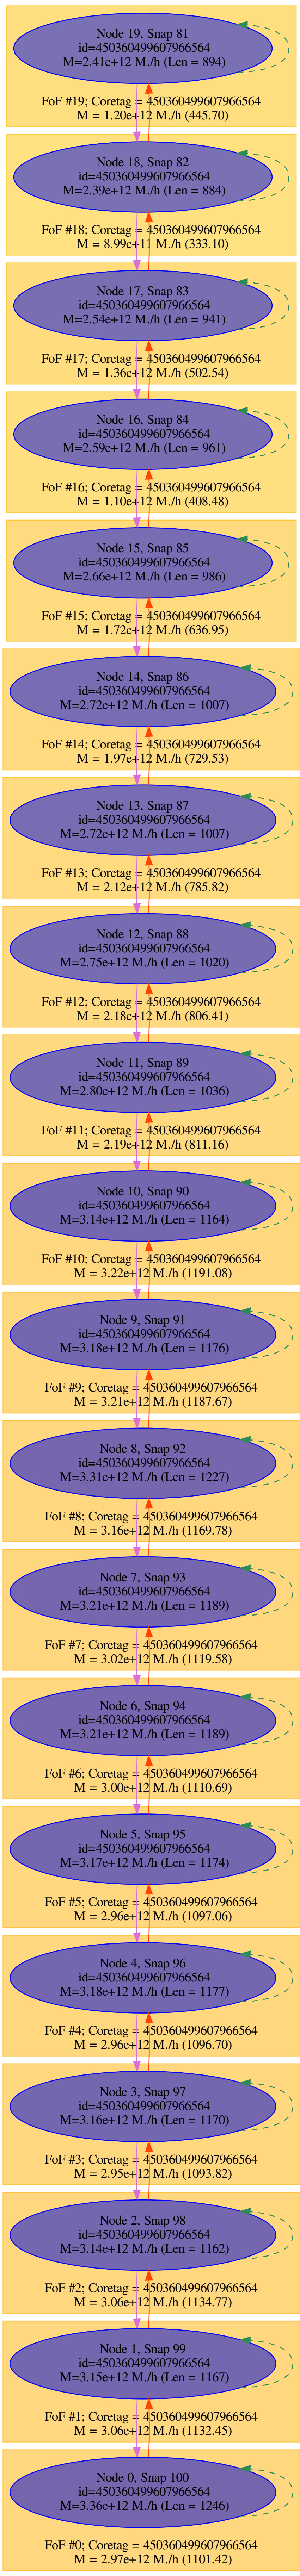 Node 19, Snap 81
id=450360499607966564
M=2.41e+12 M./h (Len = 894)
FoF #19; Coretag = 450360499607966564
M = 1.20e+12 M./h (445.70)
Node 18, Snap 82
id=450360499607966564
M=2.39e+12 M./h (Len = 884)
FoF #18; Coretag = 450360499607966564
M = 8.99e+11 M./h (333.10)
Node 17, Snap 83
id=450360499607966564
M=2.54e+12 M./h (Len = 941)
FoF #17; Coretag = 450360499607966564
M = 1.36e+12 M./h (502.54)
Node 16, Snap 84
id=450360499607966564
M=2.59e+12 M./h (Len = 961)
FoF #16; Coretag = 450360499607966564
M = 1.10e+12 M./h (408.48)
Node 15, Snap 85
id=450360499607966564
M=2.66e+12 M./h (Len = 986)
FoF #15; Coretag = 450360499607966564
M = 1.72e+12 M./h (636.95)
Node 14, Snap 86
id=450360499607966564
M=2.72e+12 M./h (Len = 1007)
FoF #14; Coretag = 450360499607966564
M = 1.97e+12 M./h (729.53)
Node 13, Snap 87
id=450360499607966564
M=2.72e+12 M./h (Len = 1007)
FoF #13; Coretag = 450360499607966564
M = 2.12e+12 M./h (785.82)
Node 12, Snap 88
id=450360499607966564
M=2.75e+12 M./h (Len = 1020)
FoF #12; Coretag = 450360499607966564
M = 2.18e+12 M./h (806.41)
Node 11, Snap 89
id=450360499607966564
M=2.80e+12 M./h (Len = 1036)
FoF #11; Coretag = 450360499607966564
M = 2.19e+12 M./h (811.16)
Node 10, Snap 90
id=450360499607966564
M=3.14e+12 M./h (Len = 1164)
FoF #10; Coretag = 450360499607966564
M = 3.22e+12 M./h (1191.08)
Node 9, Snap 91
id=450360499607966564
M=3.18e+12 M./h (Len = 1176)
FoF #9; Coretag = 450360499607966564
M = 3.21e+12 M./h (1187.67)
Node 8, Snap 92
id=450360499607966564
M=3.31e+12 M./h (Len = 1227)
FoF #8; Coretag = 450360499607966564
M = 3.16e+12 M./h (1169.78)
Node 7, Snap 93
id=450360499607966564
M=3.21e+12 M./h (Len = 1189)
FoF #7; Coretag = 450360499607966564
M = 3.02e+12 M./h (1119.58)
Node 6, Snap 94
id=450360499607966564
M=3.21e+12 M./h (Len = 1189)
FoF #6; Coretag = 450360499607966564
M = 3.00e+12 M./h (1110.69)
Node 5, Snap 95
id=450360499607966564
M=3.17e+12 M./h (Len = 1174)
FoF #5; Coretag = 450360499607966564
M = 2.96e+12 M./h (1097.06)
Node 4, Snap 96
id=450360499607966564
M=3.18e+12 M./h (Len = 1177)
FoF #4; Coretag = 450360499607966564
M = 2.96e+12 M./h (1096.70)
Node 3, Snap 97
id=450360499607966564
M=3.16e+12 M./h (Len = 1170)
FoF #3; Coretag = 450360499607966564
M = 2.95e+12 M./h (1093.82)
Node 2, Snap 98
id=450360499607966564
M=3.14e+12 M./h (Len = 1162)
FoF #2; Coretag = 450360499607966564
M = 3.06e+12 M./h (1134.77)
Node 1, Snap 99
id=450360499607966564
M=3.15e+12 M./h (Len = 1167)
FoF #1; Coretag = 450360499607966564
M = 3.06e+12 M./h (1132.45)
Node 0, Snap 100
id=450360499607966564
M=3.36e+12 M./h (Len = 1246)
FoF #0; Coretag = 450360499607966564
M = 2.97e+12 M./h (1101.42)